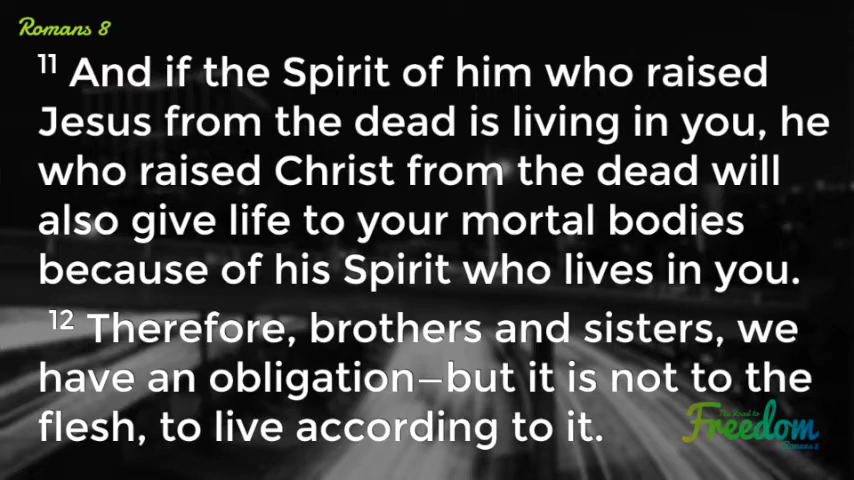 Romans 8
11 And if the Spirit of him who raised
Jesus from the dead is living in you, he
who raised Christ from the dead will
also give life to your mortal bodies
because of his Spirit who lives in you.
12 Therefore, brothers and sisters, we
have an obligation—but it is not to the
flesh, to live according to it.
The Road to
Freedom
Romans 8